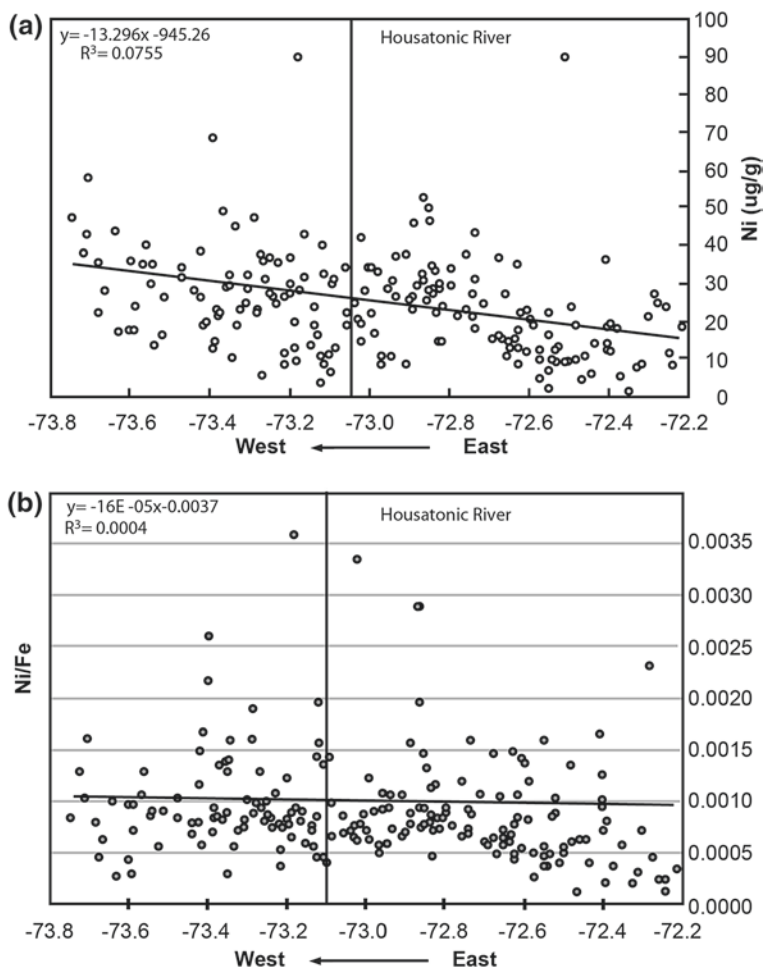 (a)
y= -13.296x -945.26
R³= 0.0755
Housatonic River
100
90
80
70
60
50
40
30
20
10
0
Ni (ug/g)
-73.8 -73.6 -73.4 -73.2 -73.0 -72.8 -72.6 -72.4 -72.2
West East
(b)
y= -16E -05x-0.0037
R³= 0.0004
Housatonic River
Ni/Fe
0.0035
0.0030
0.0025
0.0020
0.0015
0.0010
0.0005
0.0000
-73.8 -73.6 -73.4 -73.2 -73.0 -72.8 -72.6 -72.4 -72.2
West East